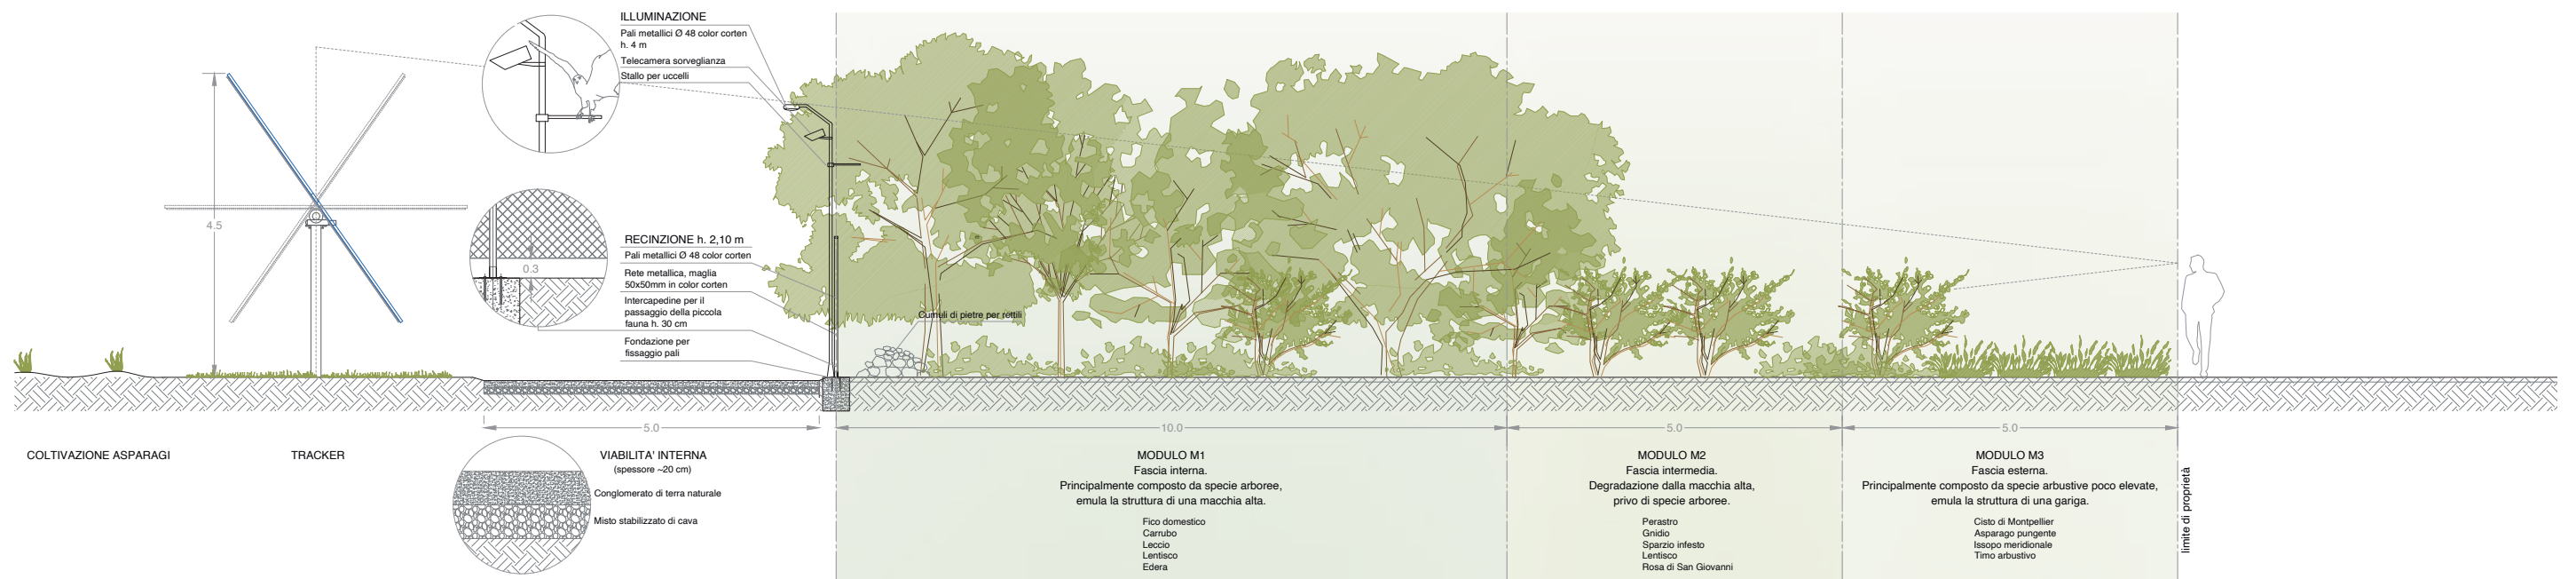 ILLUMINAZIONE
Pali metallici Ø 48 color corten
h. 4 m
Telecamera sorveglianza
Stallo per uccelli
4.5
0.3
RECINZIONE h. 2,10 m
Pali metallici Ø 48 color corten
Rete metallica, maglia
50x50mm in color corten
Intercapedine per il
passaggio della piccola
fauna h. 30 cm
Fondazione per
fissaggio pali
Cumuli di pietre per rettili
5.0
10.0
5.0
5.0
COLTIVAZIONE ASPARAGI
TRACKER
VIABILITA' INTERNA
(spessore ~20 cm)
Conglomerato di terra naturale
Misto stabilizzato di cava
MODULO M1
Fascia interna.
Principalmente composto da specie arboree,
emula la struttura di una macchia alta.
Fico domestico
Carrubo
Leccio
Lentisco
Edera
MODULO M2
Fascia intermedia.
Degradazione dalla macchia alta,
privo di specie arboree.
Perastro
Gnidio
Sparzio infesto
Lentisco
Rosa di San Giovanni
MODULO M3
Fascia esterna.
Principalmente composto da specie arbustive poco elevate,
emula la struttura di una gariga.
Cisto di Montpellier
Asparago pungente
Issopo meridionale
Timo arbustivo
limite di proprietà